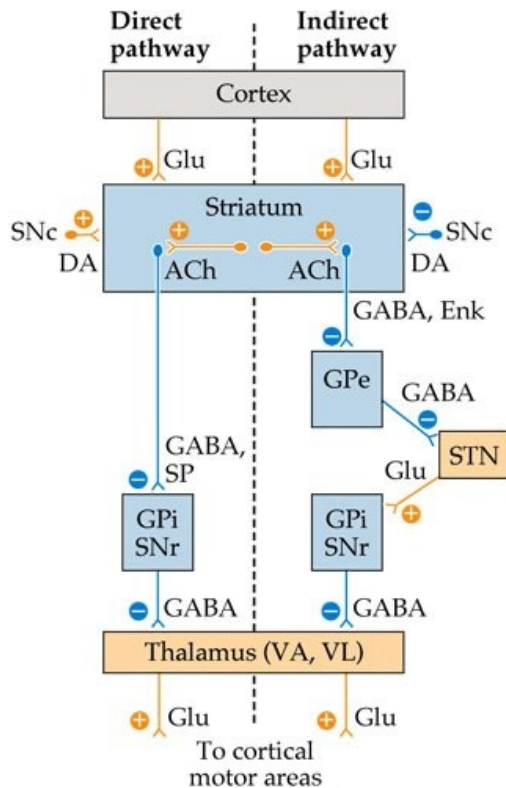 Direct
pathway
Indirect
pathway
Cortex
+ Glu
+ Glu
Striatum
SNc
+
DA
+
ACh
+
ACh
−
SNc
DA
GABA, Enk
−
GPe
GABA
−
STN
Glu
+
GABA,
SP
−
GPi
SNr
GPi
SNr
− GABA
− GABA
Thalamus (VA, VL)
+ Glu
+ Glu
To cortical
motor areas